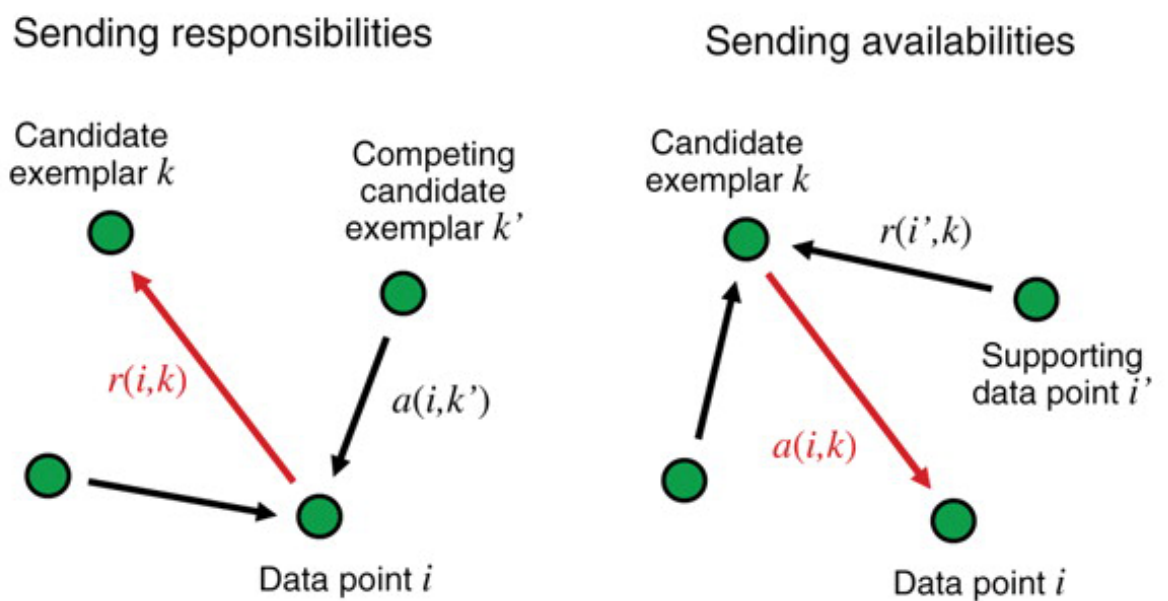 Sending responsibilities
Candidate
exemplar k
Competing
candidate
exemplar k’
r(i,k)
a(i,k’)
Data point i
Sending availabilities
Candidate
exemplar k
r(i’,k)
Supporting
data point i’
a(i,k)
Data point i